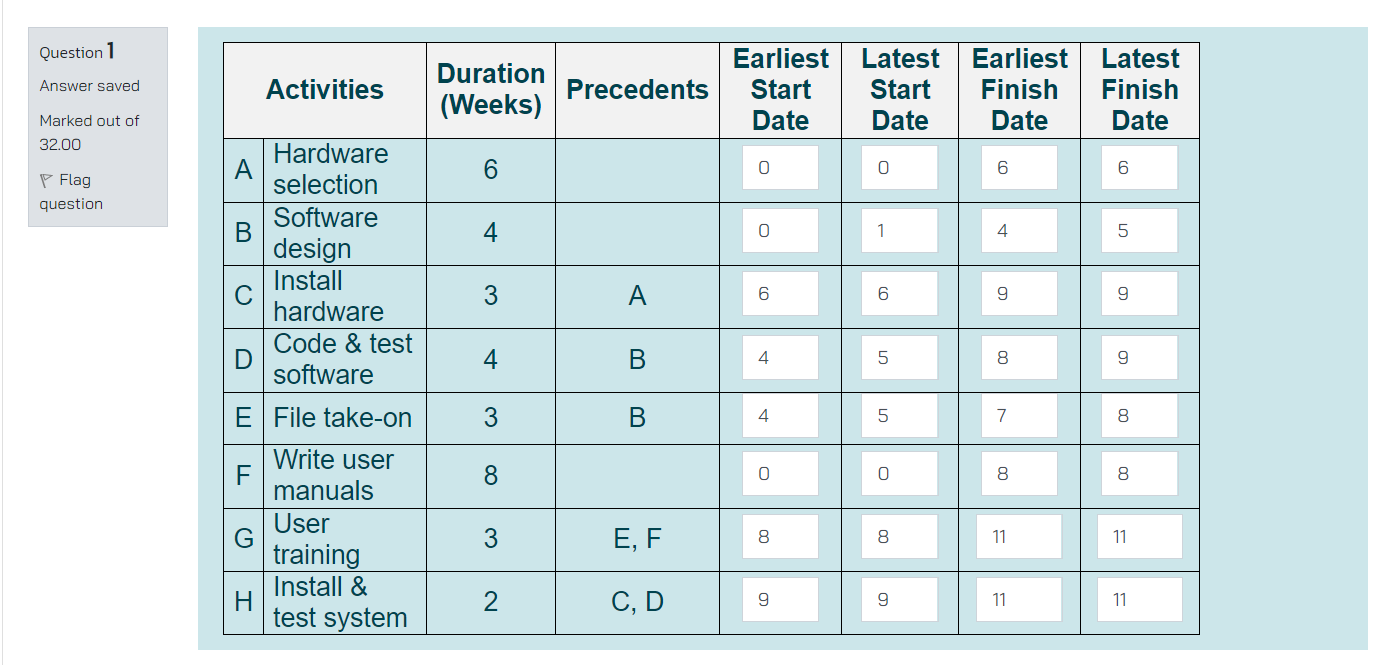 Question 1
Answer saved
Marked out of
32.00
Flag
question
Activities
Duration
(Weeks)
Precedents
Earliest
Start
Date
Latest
Start
Date
Earliest
Finish
Date
Latest
Finish
Date
A Hardware
selection 6 0 0 6 6
B Software
design 4 0 1 4 5
C Install
hardware 3 A 6 6 9 9
D Code & test
software 4 B 4 5 8 9
E File take-on 3 B 4 5 7 8
F Write user
manuals 8 0 0 8 8
G User
training 3 E, F 8 8 11 11
H Install &
test system 2 C, D 9 9 11 11